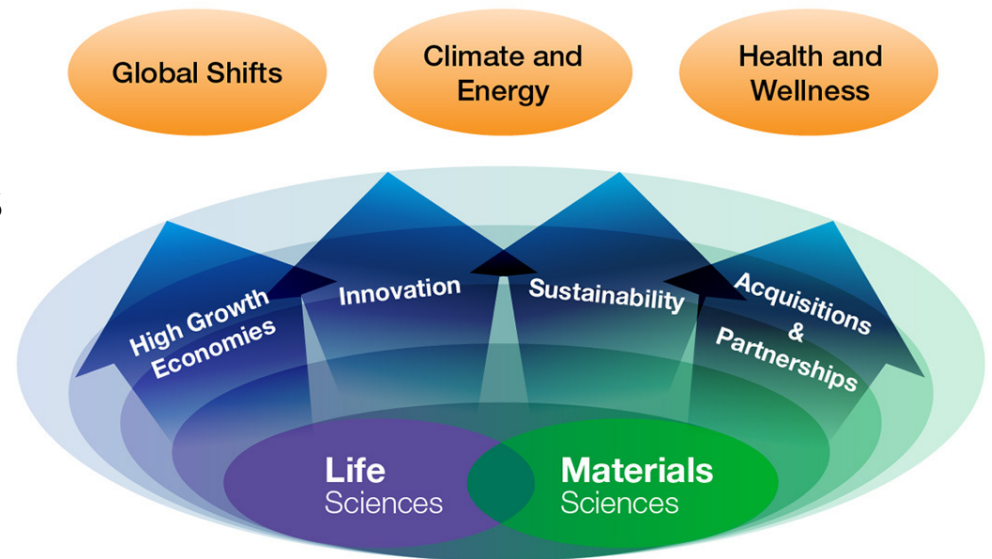 Global Shifts
Climate and
Energy
Health and
Wellness
High Growth
Economies
Innovation
Sustainability
Acquisitions
&
Partnerships
Life
Sciences
Materials
Sciences